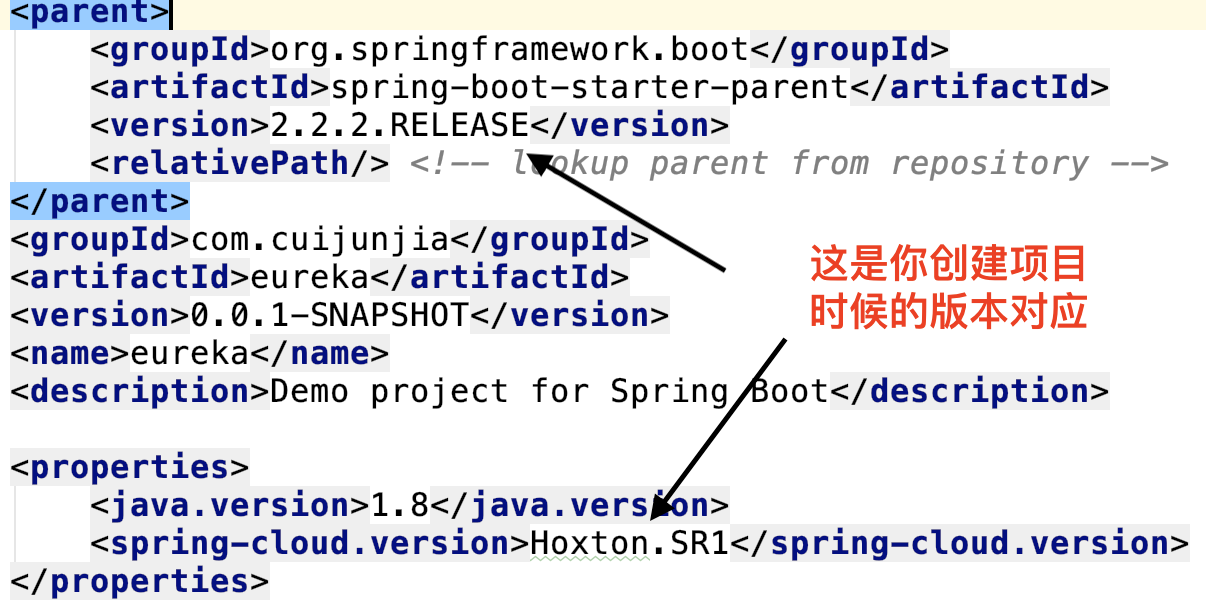 <parent>
<groupId>org.springframework.boot</groupId>
<artifactId>spring-boot-starter-parent</artifactId>
<version>2.2.2.RELEASE</version>
<relativePath/> <!-- lookup parent from repository -->
</parent>
<groupId>com.cuijunjia</groupId>
<artifactId>eureka</artifactId>
<version>0.0.1-SNAPSHOT</version>
<name>eureka</name>
<description>Demo project for Spring Boot</description>
这是你创建项目
时候的版本对应
<properties>
<java.version>1.8</java.version>
<spring-cloud.version>Hoxton.SR1</spring-cloud.version>
</properties>